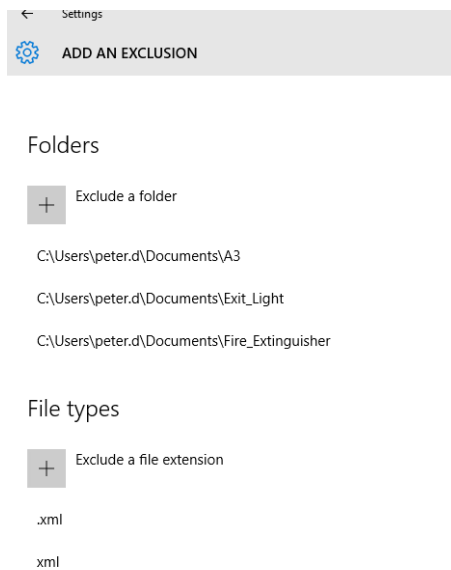 Settings
ADD AN EXCLUSION
Folders
Exclude a folder
C:\Users\peter.d\Documents\A3
C:\Users\peter.d\Documents\Exit_Light
C:\Users\peter.d\Documents\Fire_Extinguisher
File types
Exclude a file extension
.xml
xml